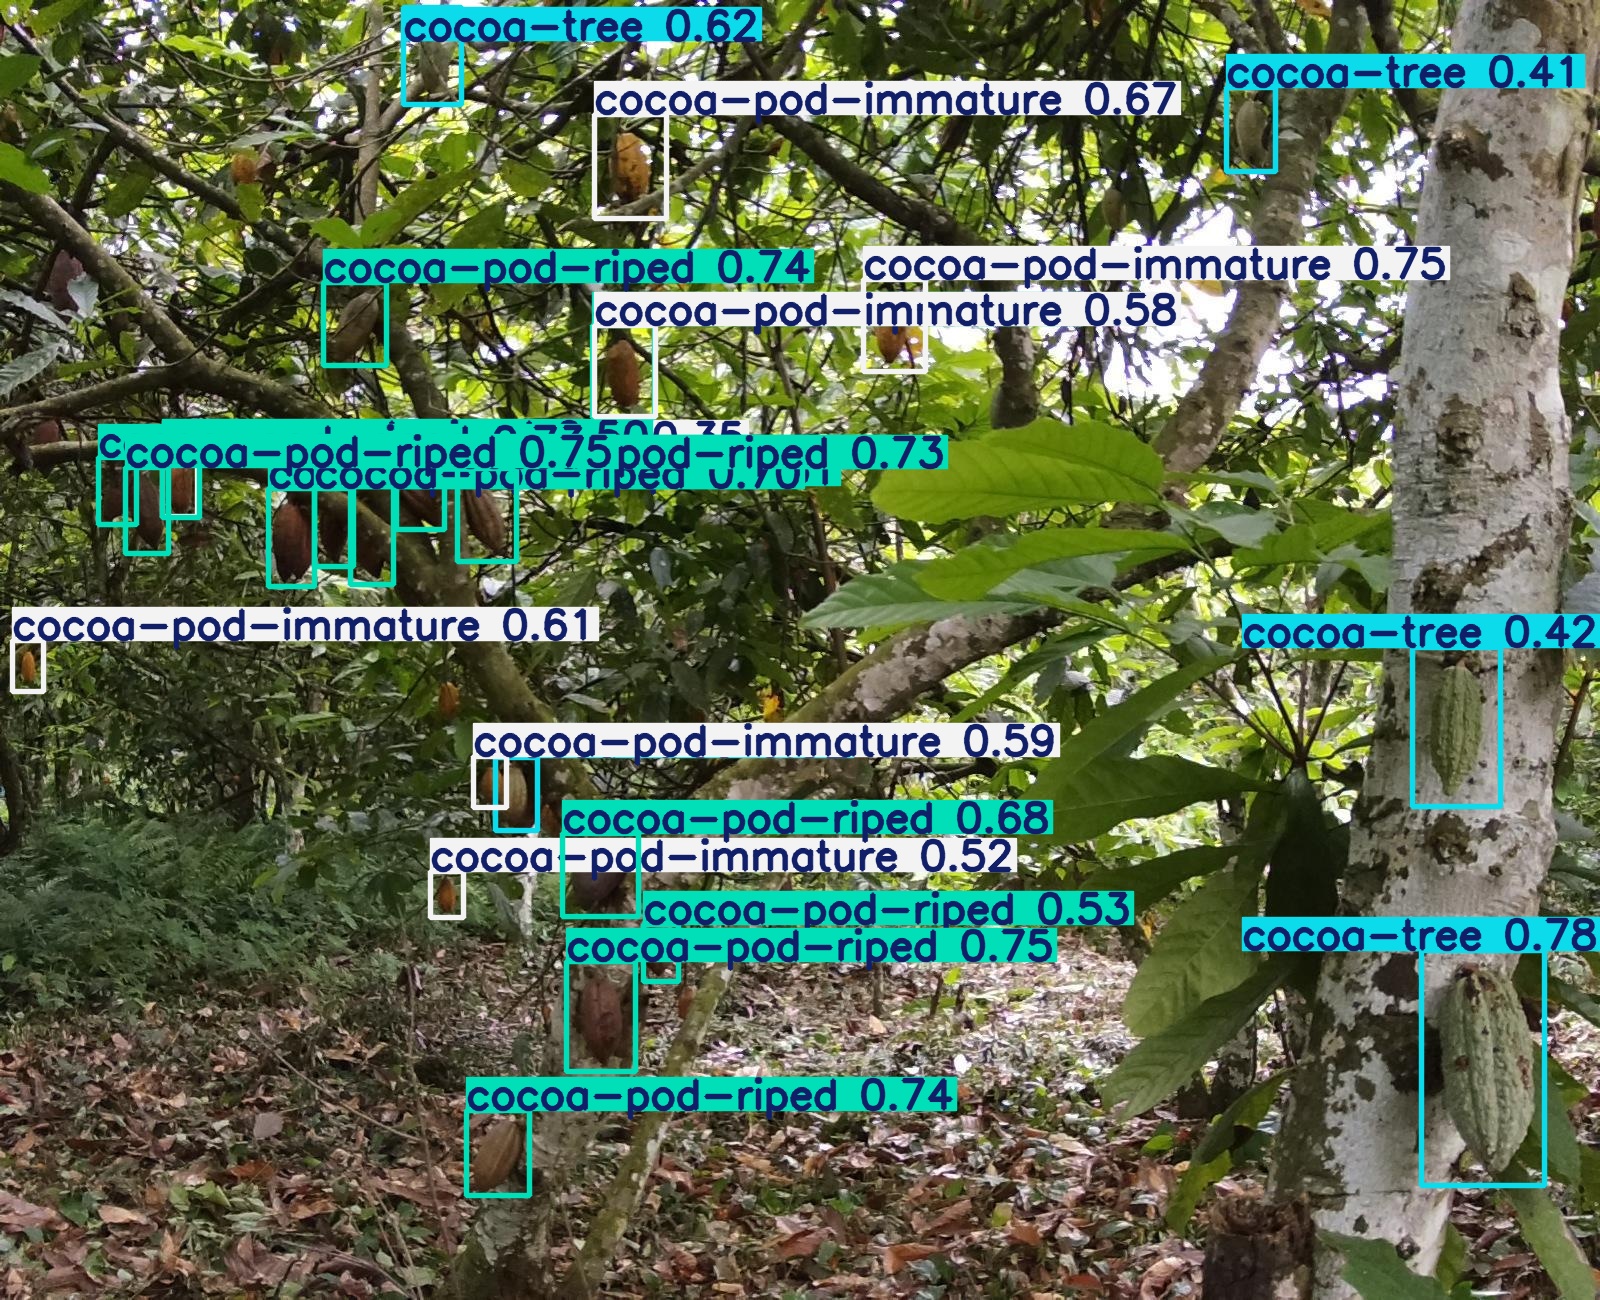 cocoa-tree 0.62
cocoa-tree 0.41
cocoa-pod-immature 0.67
cocoa-pod-immature 0.75
cocoa-pod-riped 0.74
cocoa-pod-immature 0.58
cocoa-pod-riped 0.75
pod-riped 0.73
cocoa-pod-immature 0.61
cocoa-tree 0.42
cocoa-pod-immature 0.59
cocoa-pod-riped 0.68
cocoa-pod-immature 0.52
cocoa-pod-riped 0.53
cocoa-tree 0.78
cocoa-pod-riped 0.75
cocoa-pod-riped 0.74